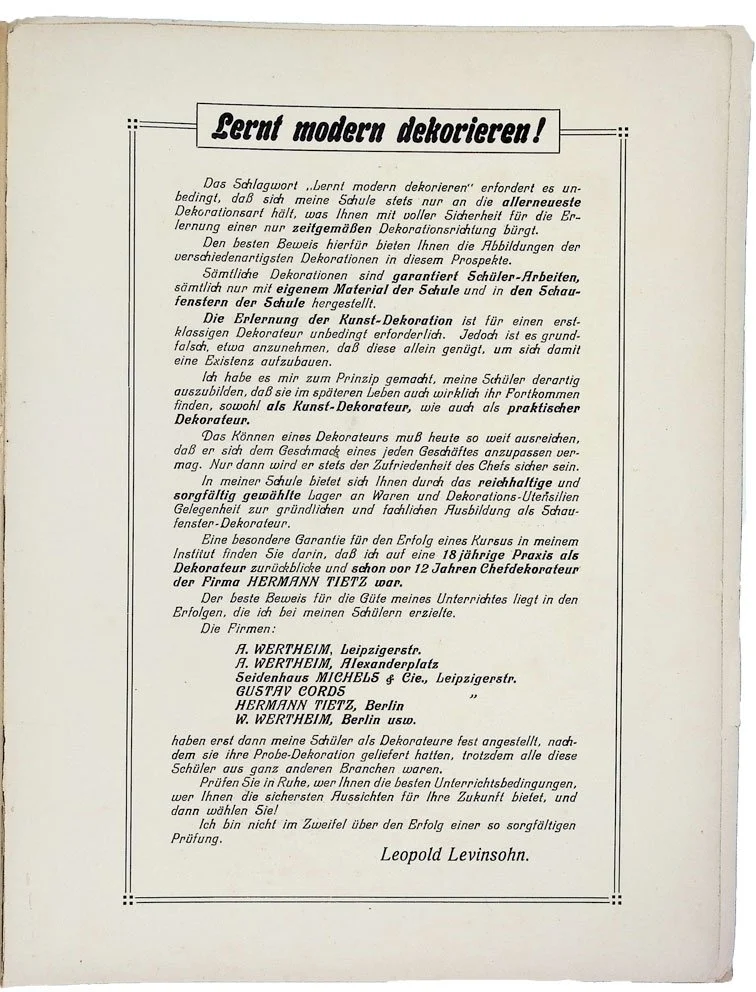 Lernt modern dekorieren!
Das Schlagwort „Lernt modern dekorieren“ erfordert es un-
bedingt, daß sich meine Schule stets nur an die allerneueste
Dekorationsart hält, was Ihnen mit voller Sicherheit für die Er-
lernung einer nur zeitgemäßen Dekorationsrichtung bürgt.
Den besten Beweis hierfür bieten Ihnen die Abbildungen der
verschiedenartigsten Dekorationen in diesem Prospekte.
Sämtliche Dekorationen sind garantiert Schüler-Arbeiten,
sämtlich nur mit eigenem Material der Schule und in den Schau-
fenstern der Schule hergestellt.
Die Erlernung der Kunst-Dekoration ist für einen erst-
klassigen Dekorateur unbedingt erforderlich. Jedoch ist es grund-
falsch, etwa anzunehmen, daß diese allein genügt, um sich damit
eine Existenz aufzubauen.
Ich habe es mir zum Prinzip gemacht, meine Schüler derartig
auszubilden, daß sie im späteren Leben auch wirklich ihr Fortkommen
finden, sowohl als Kunst-Dekorateur, wie auch als praktischer
Dekorateur.
Das Können eines Dekorateurs muß heute so weit ausreichen,
daß er sich dem Geschmack eines jeden Geschäftes anzupassen ver-
mag. Nur dann wird er stets der Zufriedenheit des Chefs sicher sein.
In meiner Schule bietet sich Ihnen durch das reichhaltige und
sorgfältig gewählte Lager an Waren und Dekorations-Utensilien
Gelegenheit zur gründlichen und fachlichen Ausbildung als Schau-
fenster-Dekorateur.
Eine besondere Garantie für den Erfolg eines Kursus in meinem
Institut finden Sie darin, daß ich auf eine 18jährige Praxis als
Dekorateur zurückblicke und schon vor 12 Jahren Chefdekorateur
der Firma HERMANN TIETZ war.
Der beste Beweis für die Güte meines Unterrichtes liegt in den
Erfolgen, die ich bei meinen Schülern erzielte.
Die Firmen:
A. WERTHEIM, Leipzigerstr.
A. WERTHEIM, Alexanderplatz
Seidenhaus MICHELS & Cie., Leipzigerstr.
GUSTAV CORDS „
HERMANN TIETZ, Berlin
W. WERTHEIM, Berlin usw.
haben erst dann meine Schüler als Dekorateure fest angestellt, nach-
dem sie ihre Probe-Dekoration geliefert hatten, trotzdem alle diese
Schüler aus ganz anderen Branchen waren.
Prüfen Sie in Ruhe, wer Ihnen die besten Unterrichtsbedingungen,
wer Ihnen die sichersten Aussichten für Ihre Zukunft bietet, und
dann wählen Sie!
Ich bin nicht im Zweifel über den Erfolg einer so sorgfältigen
Prüfung.
Leopold Levinsohn.